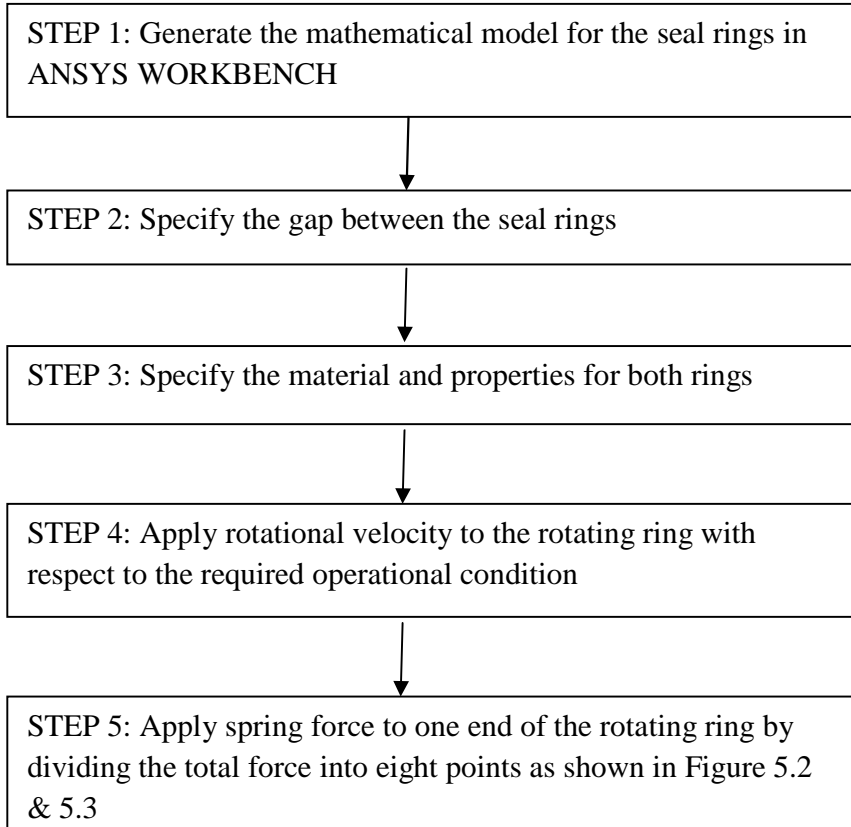 STEP 1: Generate the mathematical model for the seal rings in
ANSYS WORKBENCH
STEP 2: Specify the gap between the seal rings
STEP 3: Specify the material and properties for both rings
STEP 4: Apply rotational velocity to the rotating ring with
respect to the required operational condition
STEP 5: Apply spring force to one end of the rotating ring by
dividing the total force into eight points as shown in Figure 5.2
& 5.3